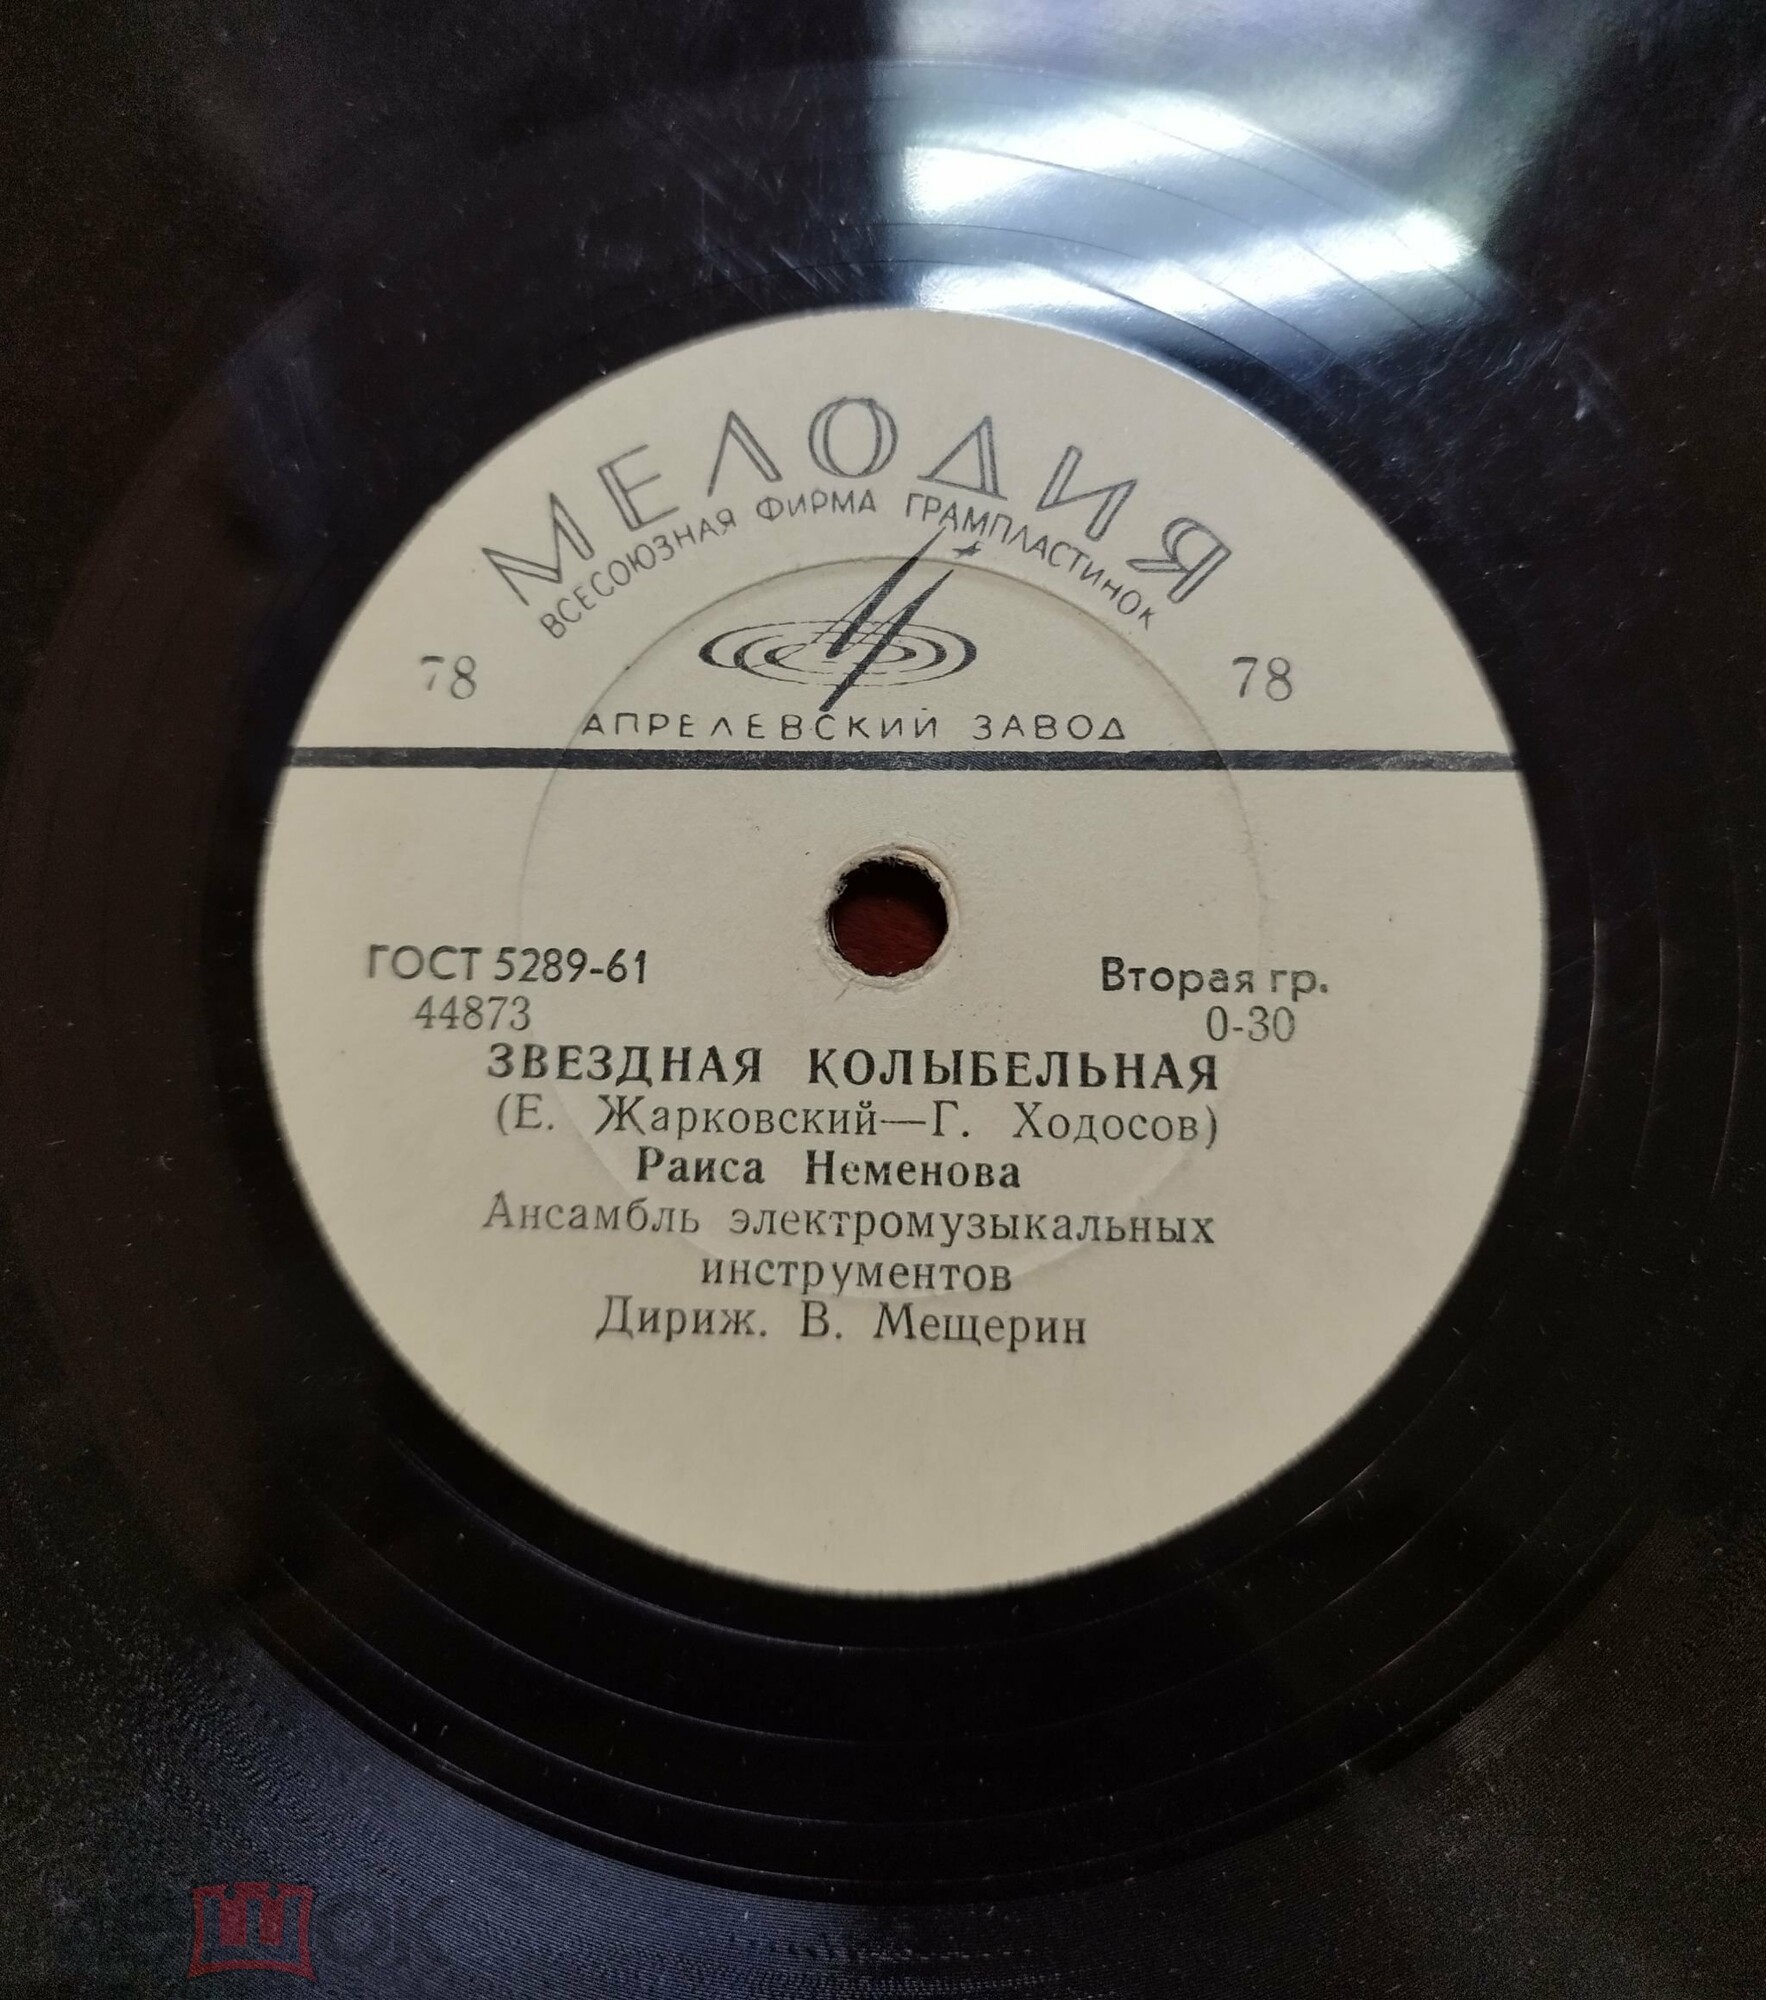 МЕЛОДИЯ
ВСЕСОЮЗНАЯ ФИРМА ГРАМПЛАСТИНОК
78 78
АПРЕЛЕВСКИЙ ЗАВОД
ГОСТ 5289-61 Вторая гр.
44873 0-30
ЗВЕЗДНАЯ КОЛЫБЕЛЬНАЯ
(Е. Жарковский—Г. Ходосов)
Раиса Неменова
Ансамбль электромузыкальных
инструментов
Дириж. В. Мещерин